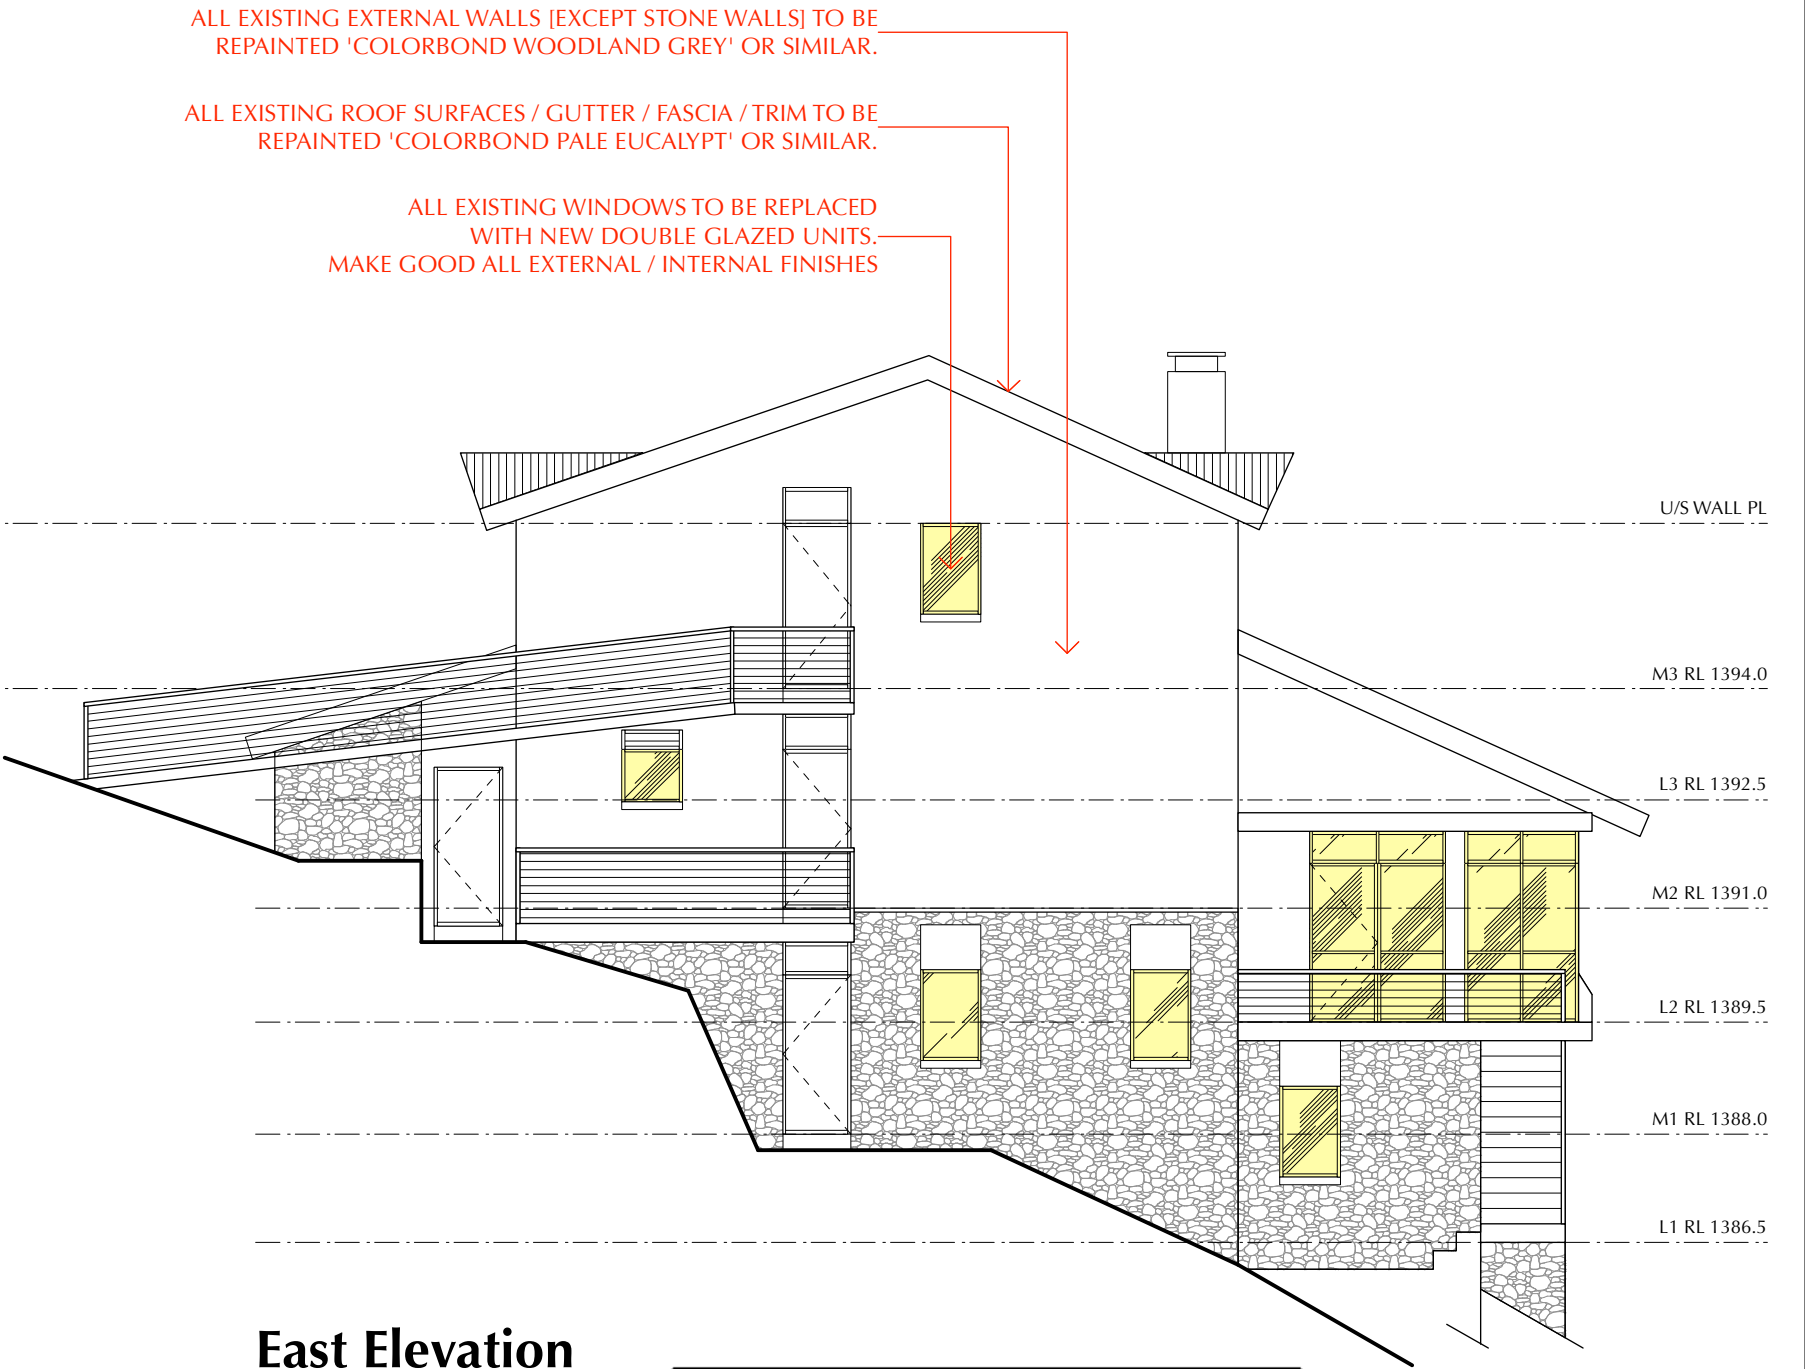 ALL EXISTING EXTERNAL WALLS [EXCEPT STONE WALLS] TO BE
REPAINTED 'COLORBOND WOODLAND GREY' OR SIMILAR.
ALL EXISTING ROOF SURFACES / GUTTER / FASCIA / TRIM TO BE
REPAINTED 'COLORBOND PALE EUCALYPT' OR SIMILAR.
ALL EXISTING WINDOWS TO BE REPLACED
WITH NEW DOUBLE GLAZED UNITS.
MAKE GOOD ALL EXTERNAL / INTERNAL FINISHES
U/S WALL PL
M3 RL 1394.0
L3 RL 1392.5
M2 RL 1391.0
L2 RL 1389.5
M1 RL 1388.0
L1 RL 1386.5
East Elevation